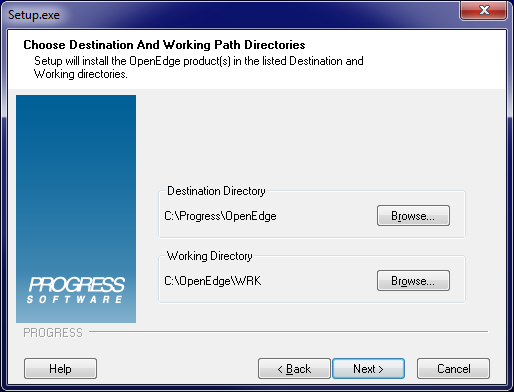 Setup.exe
Choose Destination And Working Path Directories
Setup will install the OpenEdge product(s) in the listed Destination and
Working directories.
Destination Directory
C:\Progress\OpenEdge
Browse...
Working Directory
C:\OpenEdge\WRK
Browse...
PROGRESS
SOFTWARE
PROGRESS
Help
< Back
Next >
Cancel